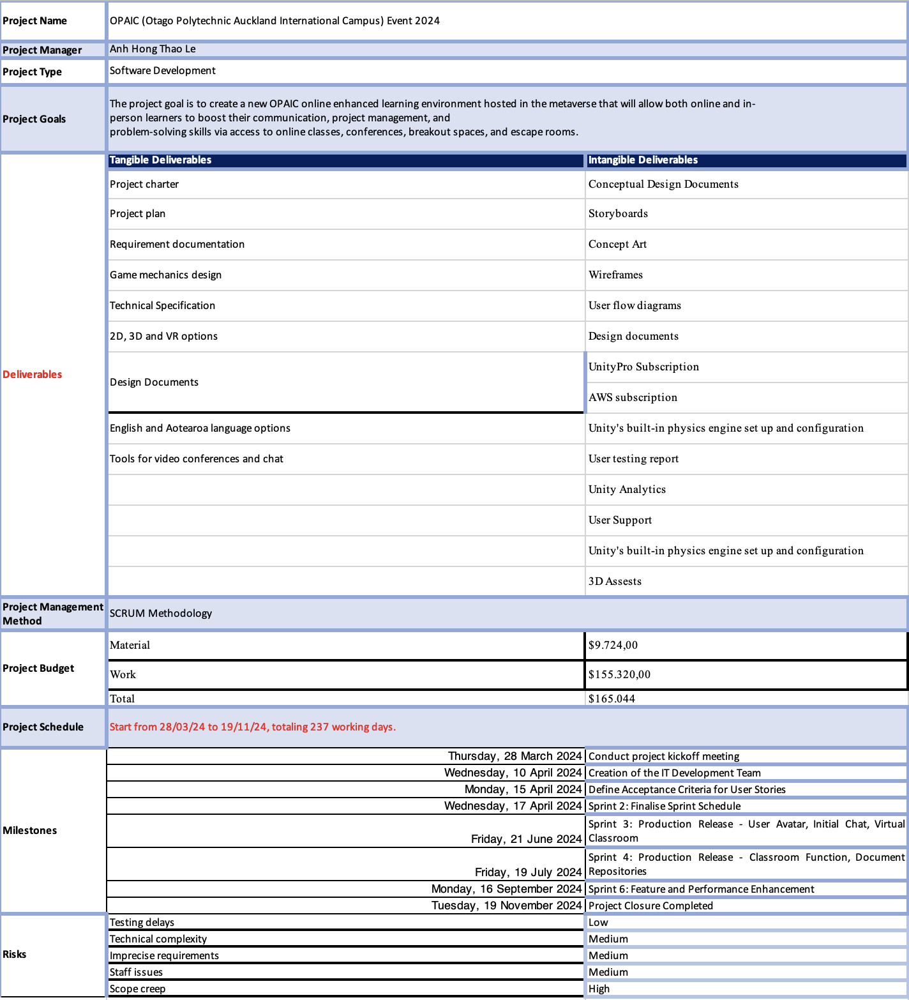 Project Name
OPAIC (Otago Polytechnic Auckland International Campus) Event 2024
Project Manager
Anh Hong Thao Le
Project Type
Software Development
Project Goals
The project goal is to create a new OPAIC online enhanced learning environment hosted in the metaverse that will allow both online and in-
person learners to boost their communication, project management, and
problem-solving skills via access to online classes, conferences, breakout spaces, and escape rooms.
Deliverables
Tangible Deliverables
Intangible Deliverables
Project charter
Conceptual Design Documents
Project plan
Storyboards
Requirement documentation
Concept Art
Game mechanics design
Wireframes
Technical Specification
User flow diagrams
2D, 3D and VR options
Design documents
Design Documents
UnityPro Subscription
AWS subscription
English and Aotearoa language options
Unity's built-in physics engine set up and configuration
Tools for video conferences and chat
User testing report
Unity Analytics
User Support
Unity's built-in physics engine set up and configuration
3D Assests
Project Management
Method
SCRUM Methodology
Project Budget
Material
$9.724,00
Work
$155.320,00
Total
$165.044
Project Schedule
Start from 28/03/24 to 19/11/24, totaling 237 working days.
Milestones
Thursday, 28 March 2024
Conduct project kickoff meeting
Wednesday, 10 April 2024
Creation of the IT Development Team
Monday, 15 April 2024
Define Acceptance Criteria for User Stories
Wednesday, 17 April 2024
Sprint 2: Finalise Sprint Schedule
Friday, 21 June 2024
Sprint 3: Production Release - User Avatar, Initial Chat, Virtual
Classroom
Friday, 19 July 2024
Sprint 4: Production Release - Classroom Function, Document
Repositories
Monday, 16 September 2024
Sprint 6: Feature and Performance Enhancement
Tuesday, 19 November 2024
Project Closure Completed
Risks
Testing delays
Low
Technical complexity
Medium
Imprecise requirements
Medium
Staff issues
Medium
Scope creep
High